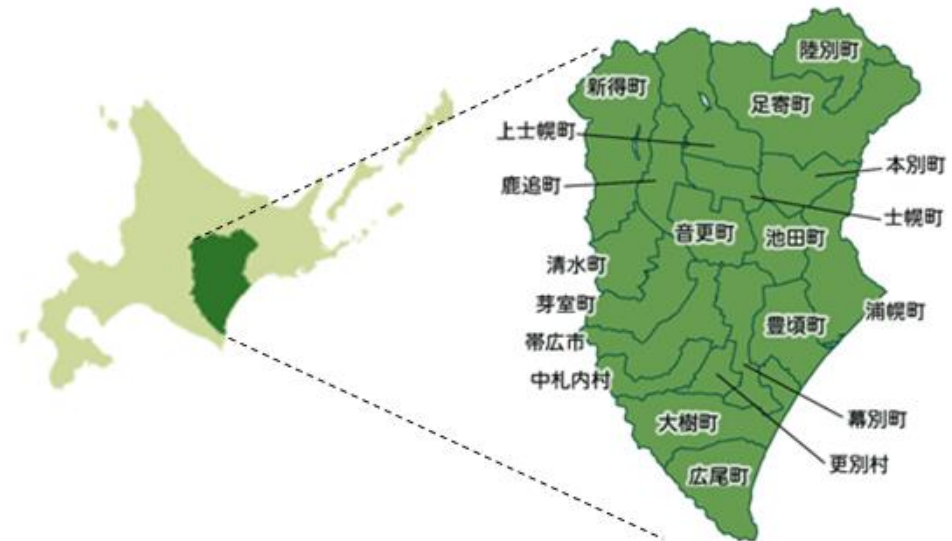 陸別町
新得町
足寄町
上士幌町
本別町
鹿追町
士幌町
音更町
池田町
清水町
芽室町
浦幌町
豊頃町
帯広市
中札内村
幕別町
大樹町
更別村
広尾町